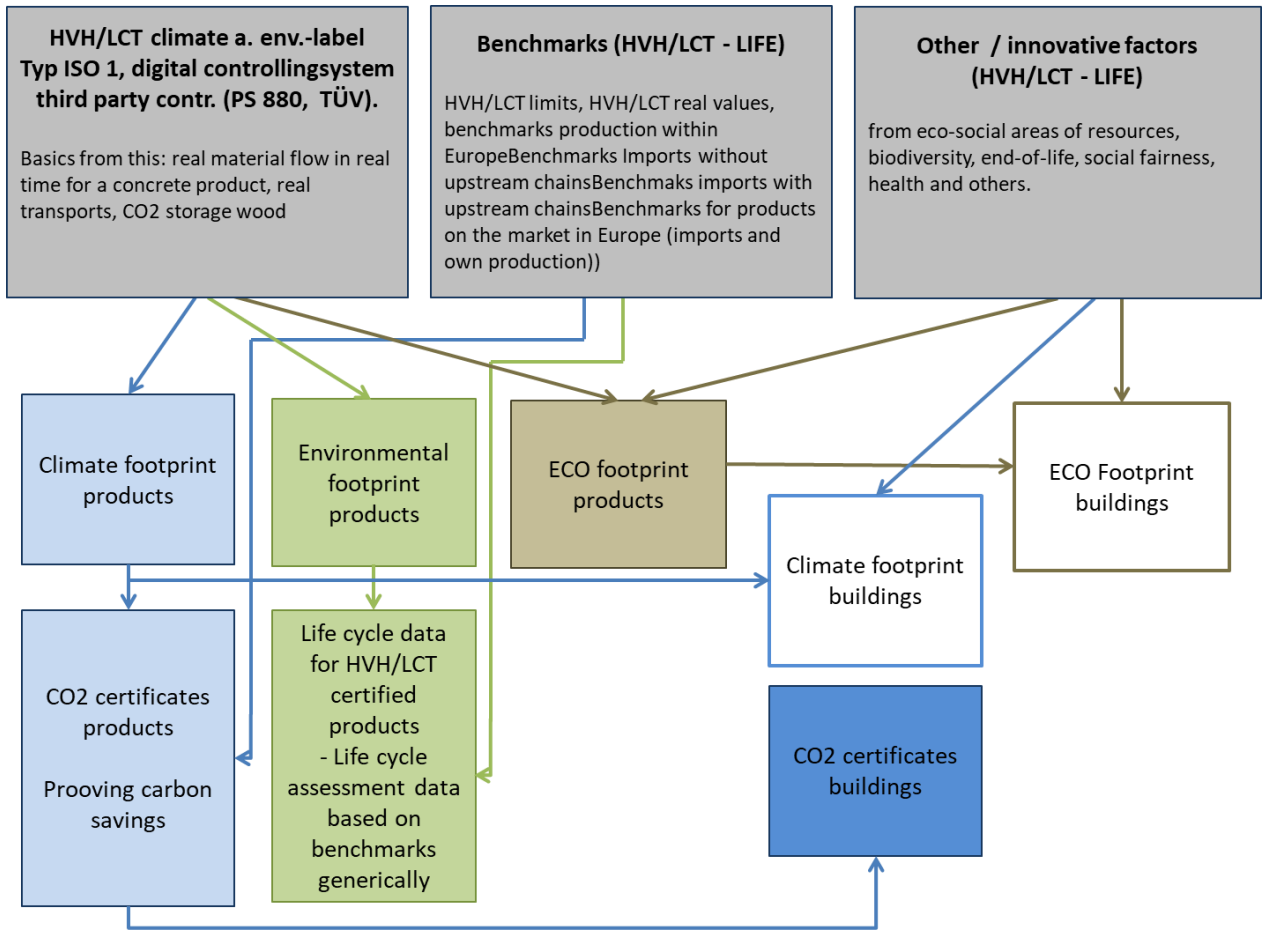 HVH/LCT climate a. env.-label
Typ ISO 1, digital controllingsystem
third party contr. (PS 880, TÜV).
Basics from this: real material flow in real
time for a concrete product, real
transports, CO2 storage wood
Benchmarks (HVH/LCT - LIFE)
HVH/LCT limits, HVH/LCT real values,
benchmarks production within
EuropeBenchmarks Imports without
upstream chainsBenchmaks imports with
upstream chainsBenchmarks for products
on the market in Europe (imports and
own production))
Other / innovative factors
(HVH/LCT - LIFE)
from eco-social areas of resources,
biodiversity, end-of-life, social fairness,
health and others.
Climate footprint
products
Environmental
footprint
products
ECO footprint
products
ECO Footprint
buildings
Climate footprint
buildings
CO2 certificates
products
Prooving carbon
savings
Life cycle data
for HVH/LCT
certified
products
- Life cycle
assessment data
based on
benchmarks
generically
CO2 certificates
buildings